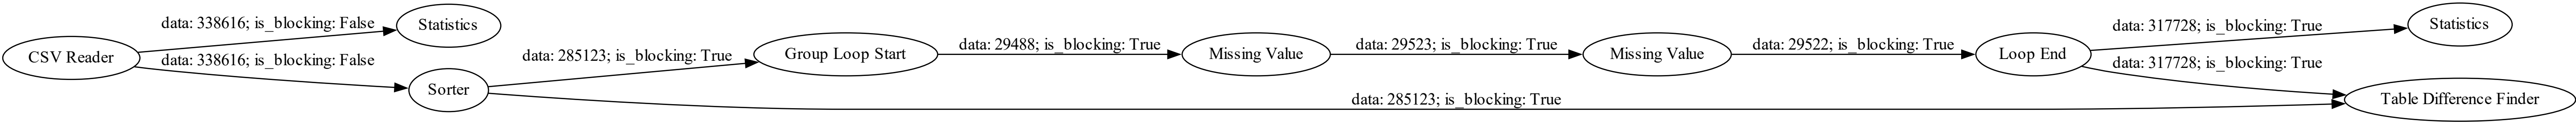 CSV Reader
data: 338616; is_blocking: False
data: 338616; is_blocking: False
Statistics
Sorter
data: 285123; is_blocking: True
data: 285123; is_blocking: True
Group Loop Start
data: 29488; is_blocking: True
Missing Value
data: 29523; is_blocking: True
Missing Value
data: 29522; is_blocking: True
Loop End
data: 317728; is_blocking: True
data: 317728; is_blocking: True
Statistics
Table Difference Finder